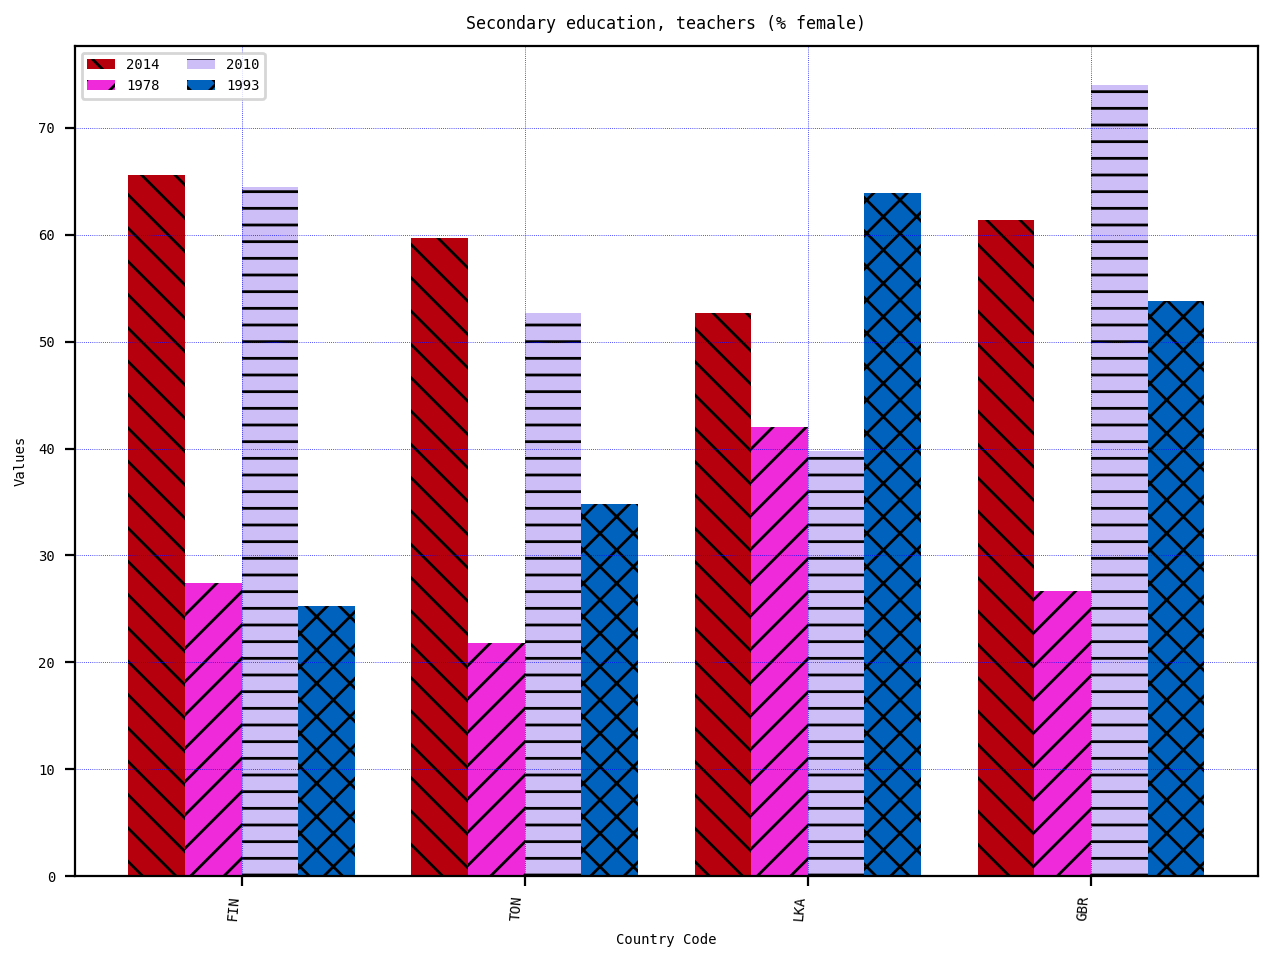 Secondary education, teachers (% female)
2014 2010
1978 1993
70
60
50
40
30
20
10
0
Values
FIN TON LKA GBR
Country Code